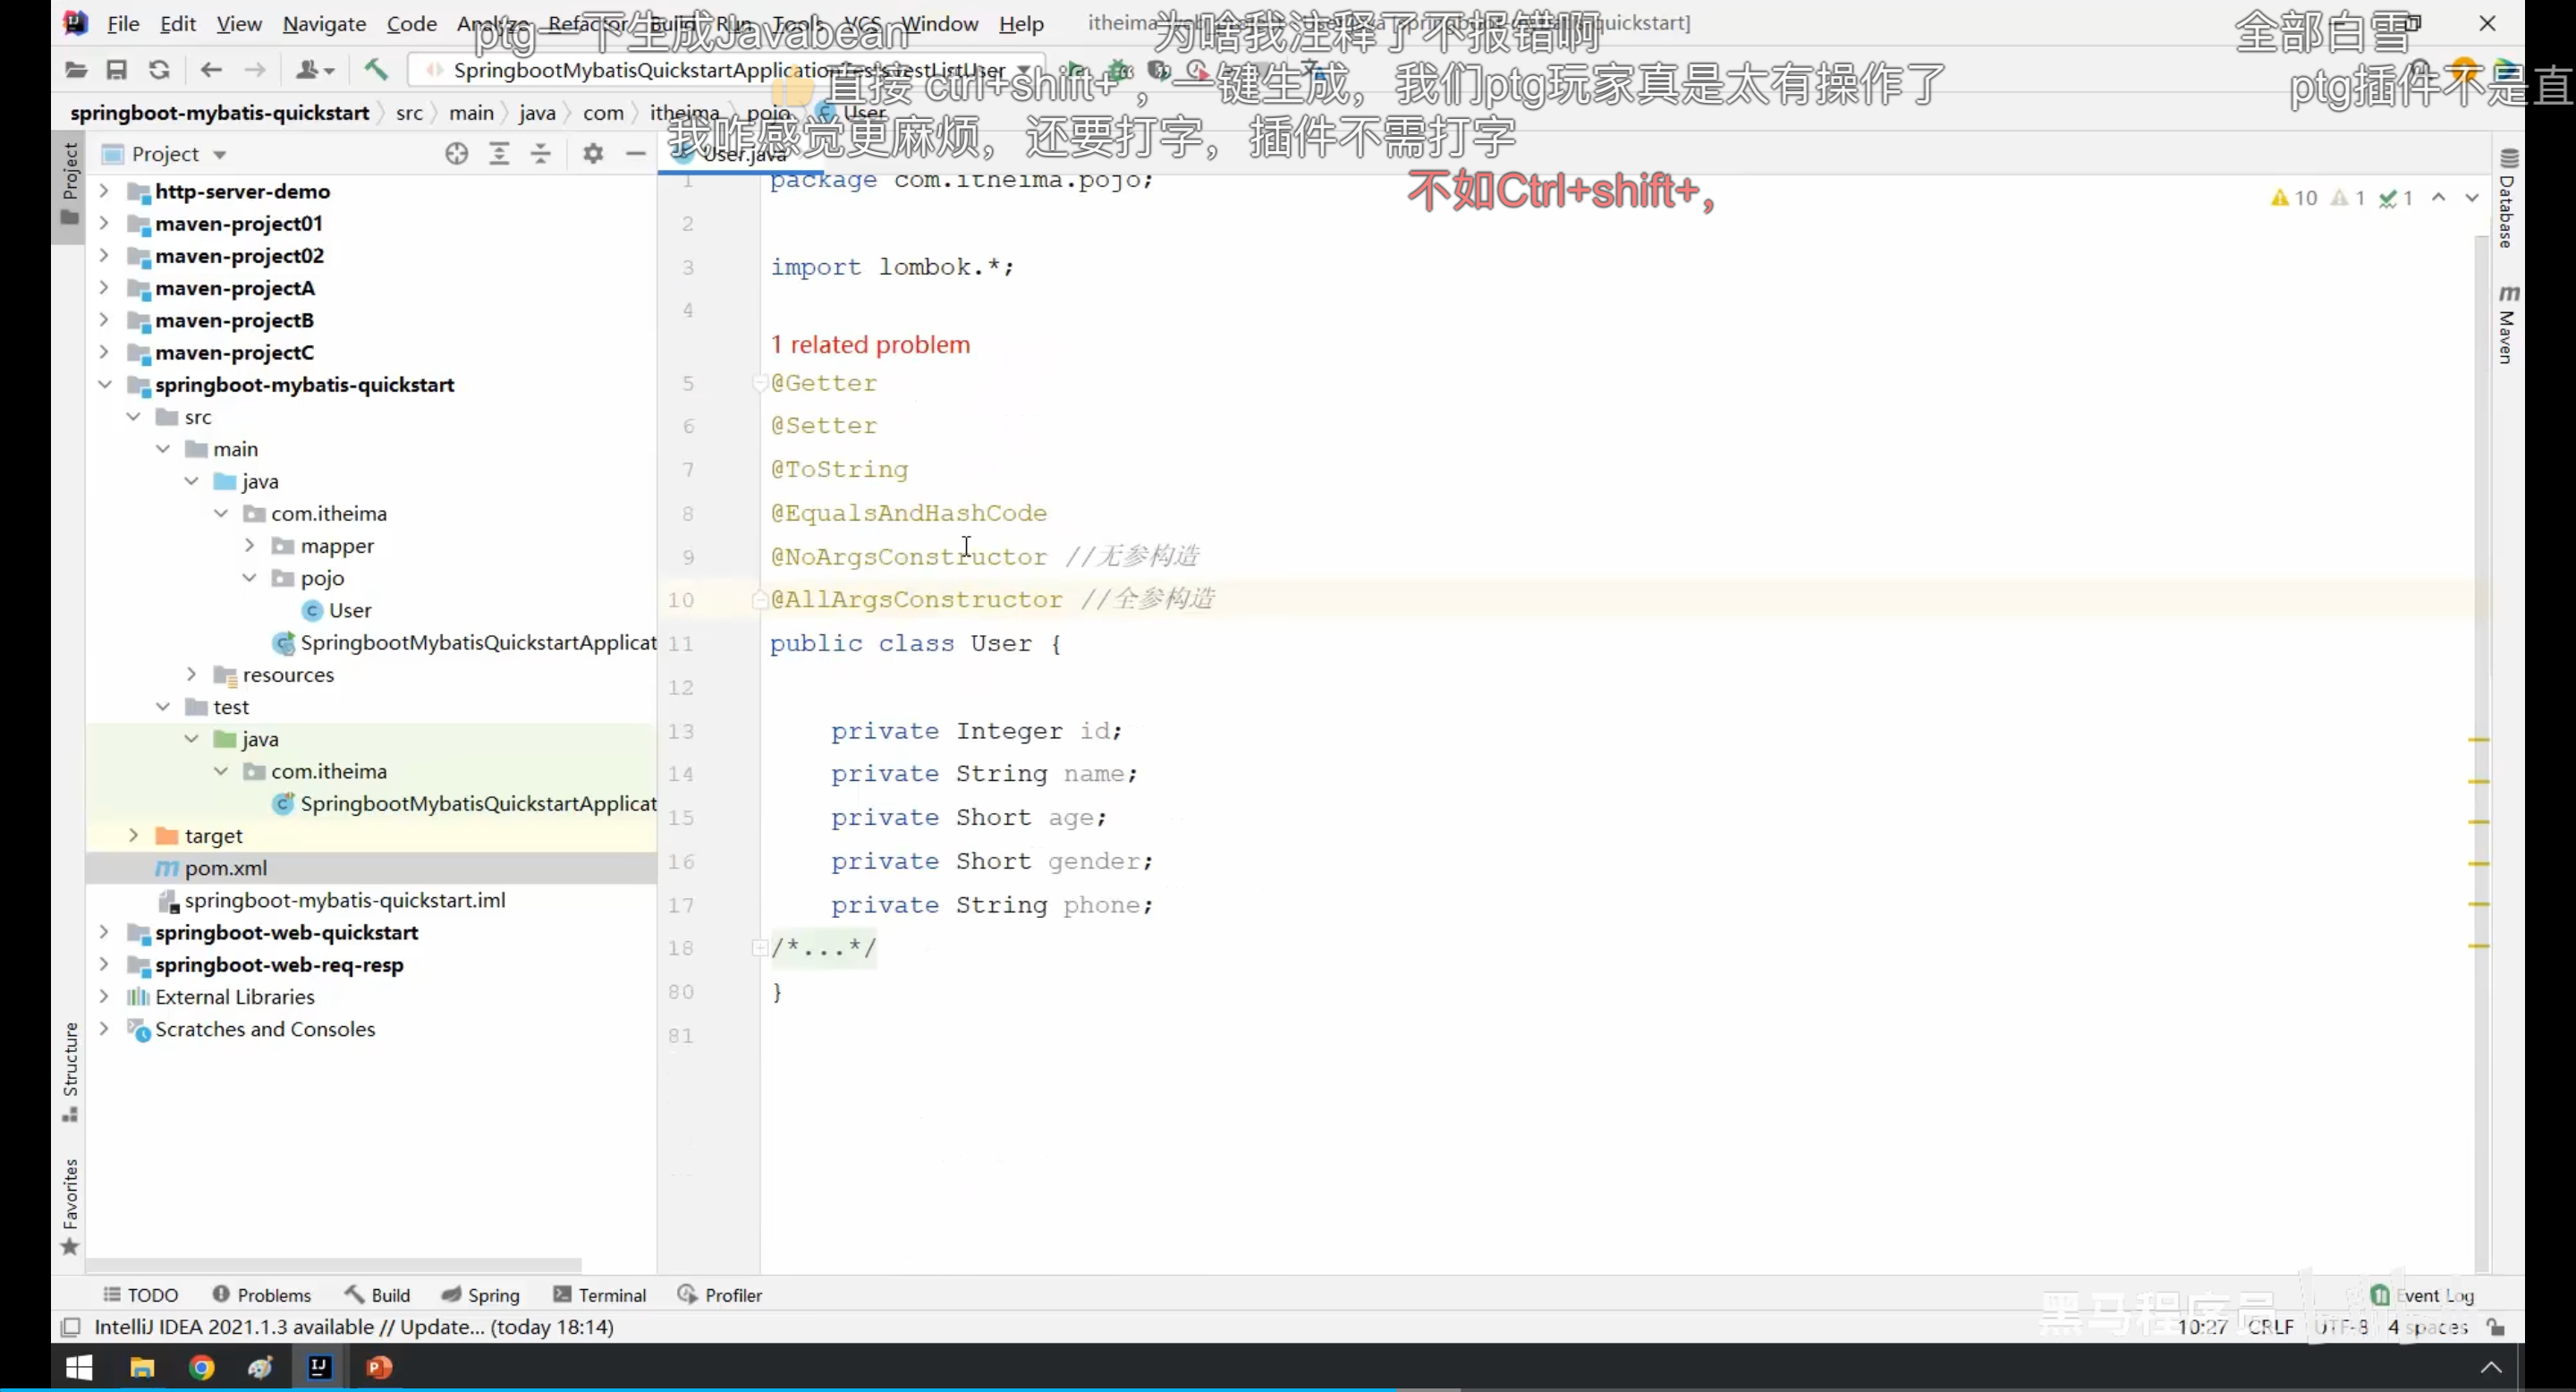 File Edit View Navigate Code Analyze Refactor Build Run Tools VCS Window Help
ptg一下生成Javabean
为啥我注释了不报错啊
全部白雪
直接 ctrl+shift+ ，一键生成，我们ptg玩家真是太有操作了
ptg插件不是直
springboot-mybatis-quickstart src main java com itheima pojo User
我咋感觉更麻烦，还要打字，插件不需打字
不如Ctrl+shift+，
Project
Project
User.java
10 1 1
http-server-demo
maven-project01
maven-project02
maven-projectA
maven-projectB
maven-projectC
springboot-mybatis-quickstart
src
main
java
com.itheima
mapper
pojo
User
SpringbootMybatisQuickstartApplicat
resources
test
java
com.itheima
SpringbootMybatisQuickstartApplicat
target
pom.xml
springboot-mybatis-quickstart.iml
springboot-web-quickstart
springboot-web-req-resp
External Libraries
Scratches and Consoles
1 package com.itheima.pojo;
2
3 import lombok.*;
4
1 related problem
5 @Getter
6 @Setter
7 @ToString
8 @EqualsAndHashCode
9 @NoArgsConstructor //无参构造
10 @AllArgsConstructor //全参构造
11 public class User {
12
13 private Integer id;
14 private String name;
15 private Short age;
16 private Short gender;
17 private String phone;
18 /*...*/
80 }
81
Database
Maven
Structure
Favorites
TODO Problems Build Spring Terminal Profiler
Event Log
IntelliJ IDEA 2021.1.3 available // Update... (today 18:14)
黑马程序员
10:27 CRLF UTF-8 4 spaces